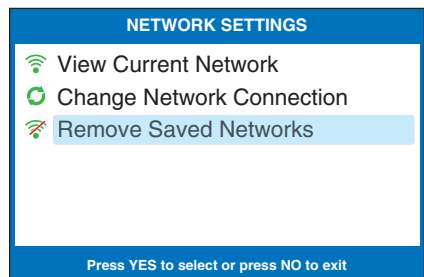 NETWORK SETTINGS
View Current Network
Change Network Connection
Remove Saved Networks
Press YES to select or press NO to exit